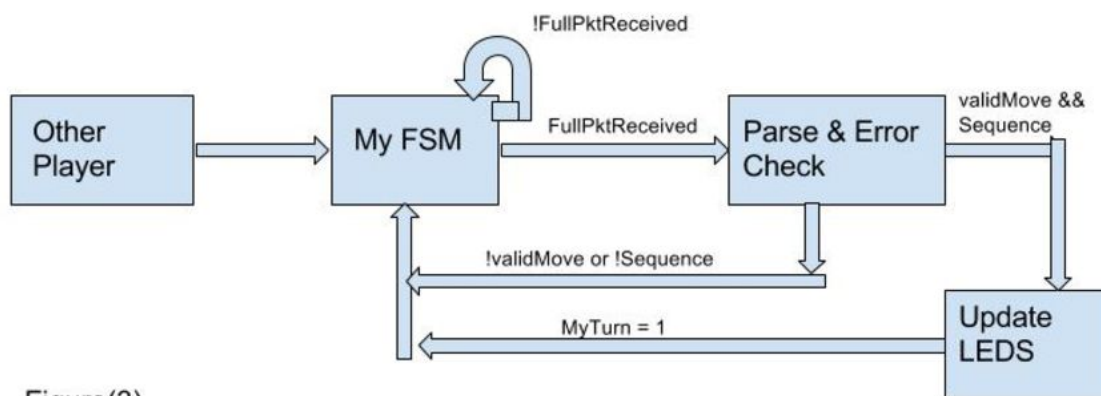 !FullPktReceived
Other
Player
My FSM
FullPktReceived
Parse & Error
Check
validMove &&
Sequence
!validMove or !Sequence
MyTurn = 1
Update
LEDS